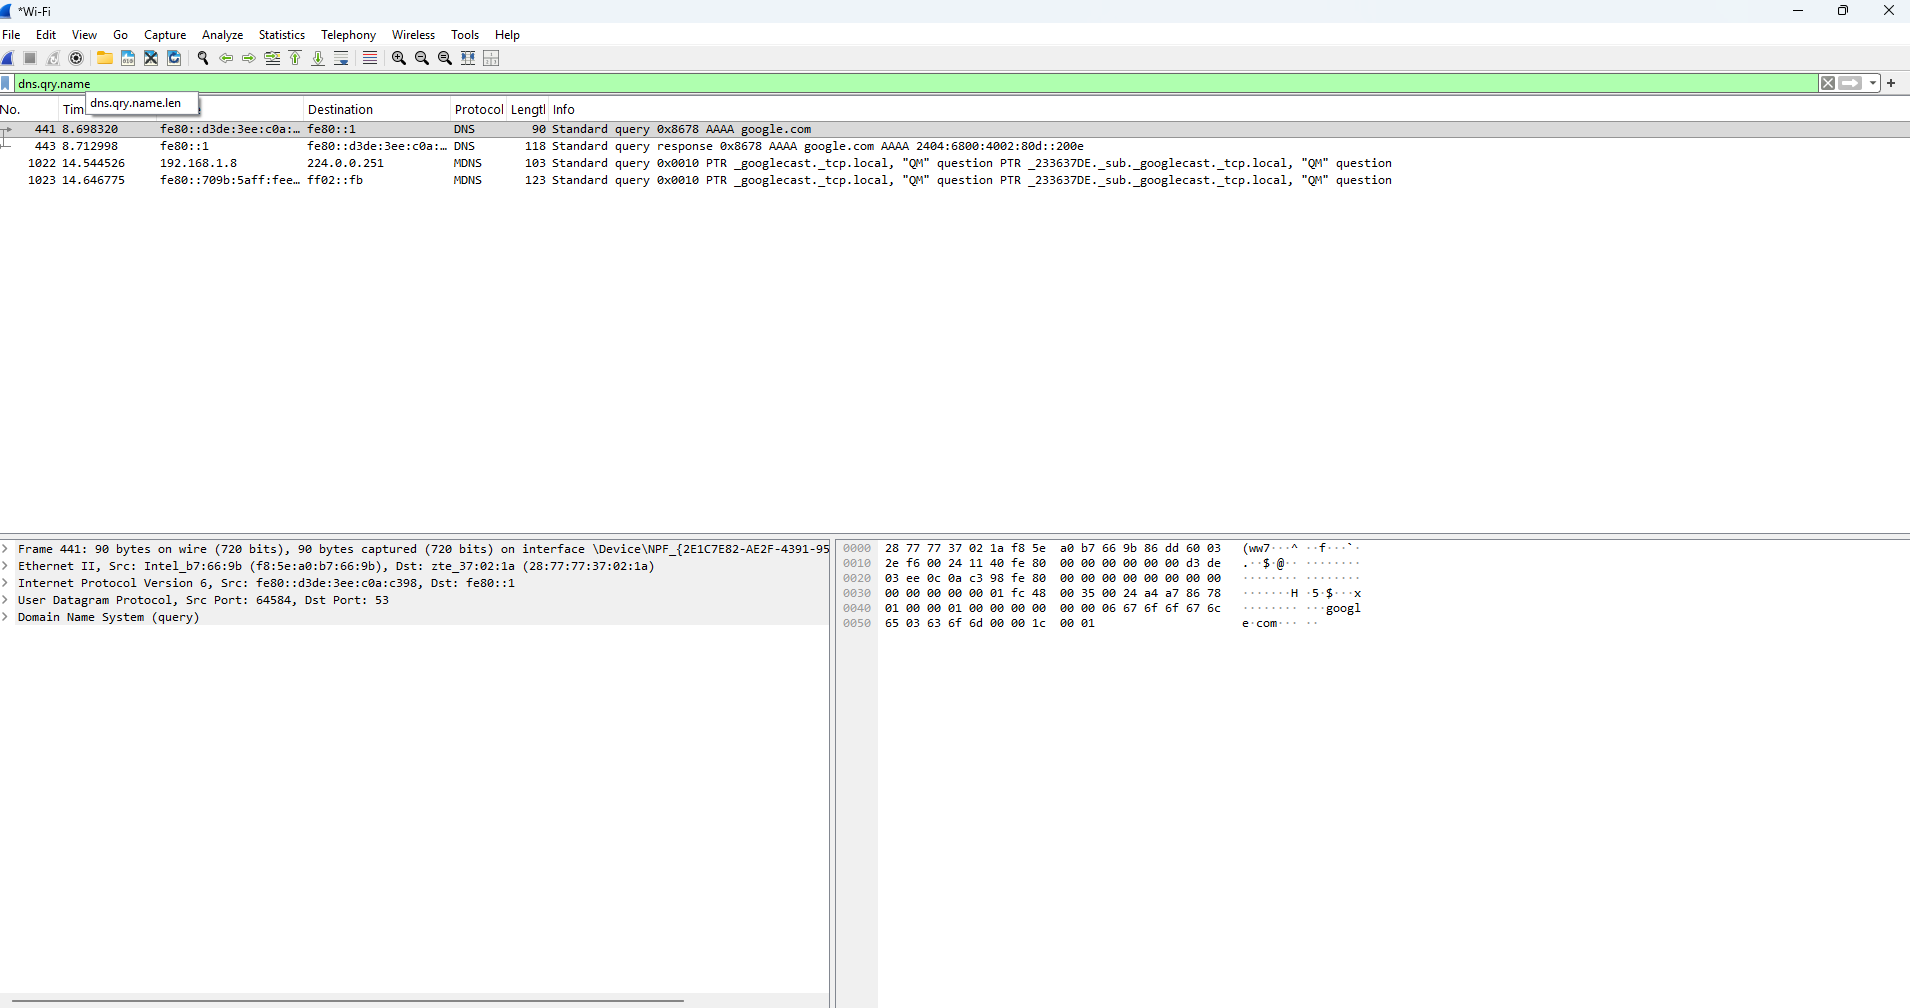 *Wi-Fi
File Edit View Go Capture Analyze Statistics Telephony Wireless Tools Help
dns.qry.name
dns.qry.name.len
No. Tim Destination Protocol Lengtl Info
441 8.698320 fe80::d3de:3ee:c0a:… fe80::1 DNS 90 Standard query 0x8678 AAAA google.com
443 8.712998 fe80::1 fe80::d3de:3ee:c0a:… DNS 118 Standard query response 0x8678 AAAA google.com AAAA 2404:6800:4002:80d::200e
1022 14.544526 192.168.1.8 224.0.0.251 MDNS 103 Standard query 0x0010 PTR _googlecast._tcp.local, "QM" question PTR _233637DE._sub._googlecast._tcp.local, "QM" question
1023 14.646775 fe80::709b:5aff:fee… ff02::fb MDNS 123 Standard query 0x0010 PTR _googlecast._tcp.local, "QM" question PTR _233637DE._sub._googlecast._tcp.local, "QM" question
Frame 441: 90 bytes on wire (720 bits), 90 bytes captured (720 bits) on interface \Device\NPF_{2E1C7E82-AE2F-4391-95
Ethernet II, Src: Intel_b7:66:9b (f8:5e:a0:b7:66:9b), Dst: zte_37:02:1a (28:77:77:37:02:1a)
Internet Protocol Version 6, Src: fe80::d3de:3ee:c0a:c398, Dst: fe80::1
User Datagram Protocol, Src Port: 64584, Dst Port: 53
Domain Name System (query)
0000 28 77 77 37 02 1a f8 5e a0 b7 66 9b 86 dd 60 03 (ww7···^ ··f···`·
0010 2e f6 00 24 11 40 fe 80 00 00 00 00 00 00 d3 de .··$·@·· ········
0020 03 ee 0c 0a c3 98 fe 80 00 00 00 00 00 00 00 00 ········ ········
0030 00 00 00 00 00 01 fc 48 00 35 00 24 a4 a7 86 78 ·······H ·5·$···x
0040 01 00 00 01 00 00 00 00 00 00 06 67 6f 6f 67 6c ········ ···googl
0050 65 03 63 6f 6d 00 00 1c 00 01 e·com··· ··